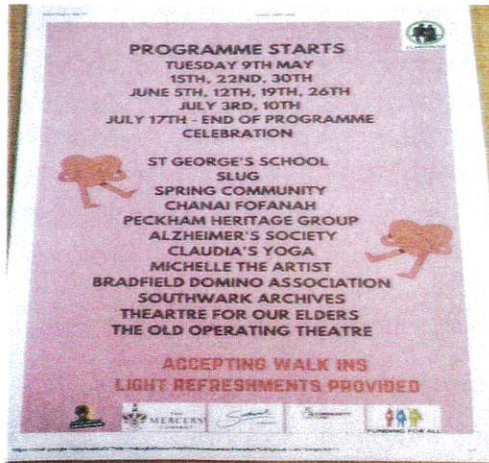 PROGRAMME STARTS
TUESDAY 9TH MAY
15TH, 22ND, 30TH
JUNE 5TH, 12TH, 19TH, 26TH
JULY 3RD, 10TH
JULY 17TH - END OF PROGRAMME
CELEBRATION
ST GEORGE'S SCHOOL
SLUG
SPRING COMMUNITY
CHANAI FOFANAH
PECKHAM HERITAGE GROUP
ALZHEIMER'S SOCIETY
CLAUDIA'S YOGA
MICHELLE THE ARTIST
BRADFIELD DOMINO ASSOCIATION
SOUTHWARK ARCHIVES
THEARTRE FOR OUR ELDERS
THE OLD OPERATING THEATRE
ACCEPTING WALK INS
LIGHT REFRESHMENTS PROVIDED
THE
MERCERS'
COMPANY
FUNDING FOR ALL